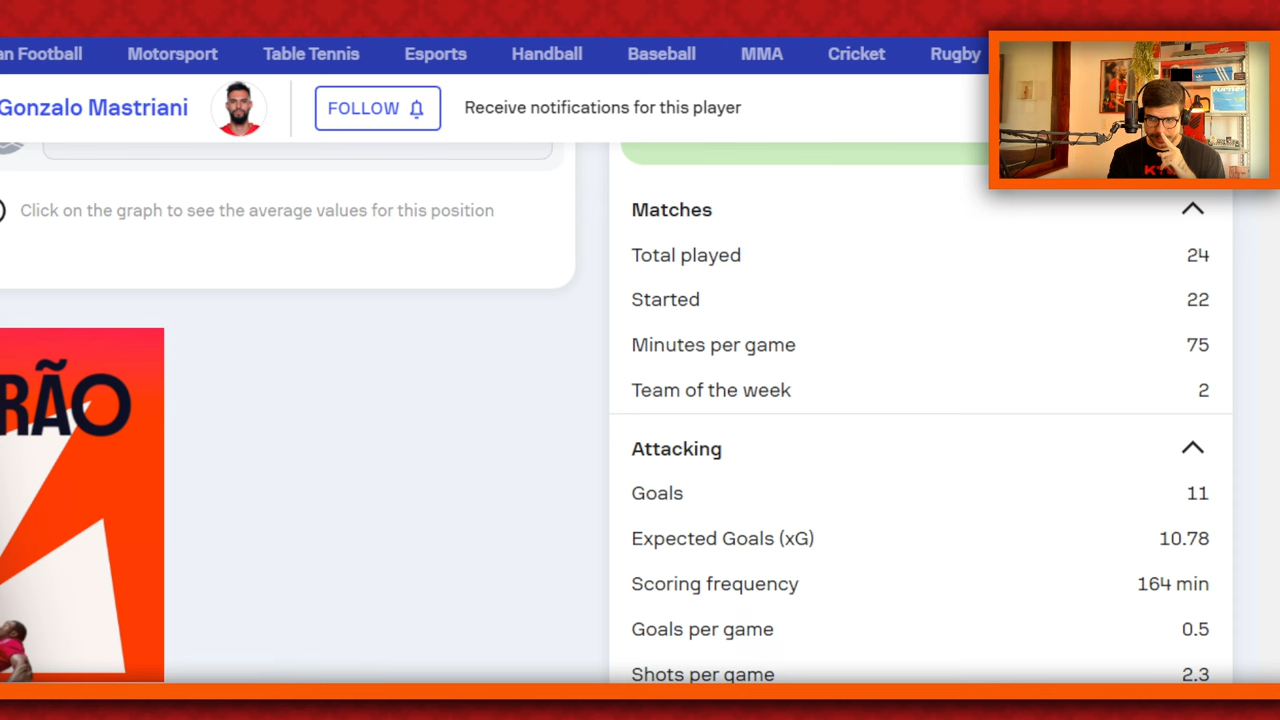 an Football Motorsport Table Tennis Esports Handball Baseball MMA Cricket Rugby
Gonzalo Mastriani FOLLOW Receive notifications for this player
Click on the graph to see the average values for this position
Matches
Total played 24
Started 22
Minutes per game 75
Team of the week 2
Attacking
Goals 11
Expected Goals (xG) 10.78
Scoring frequency 164 min
Goals per game 0.5
Shots per game 2.3
RÃO